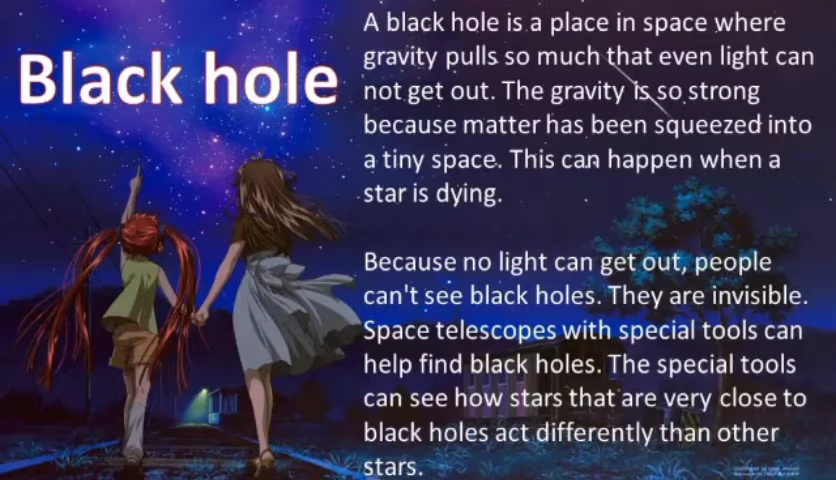 Black hole
A black hole is a place in space where
gravity pulls so much that even light can
not get out. The gravity is so strong
because matter has been squeezed into
a tiny space. This can happen when a
star is dying.
Because no light can get out, people
can't see black holes. They are invisible.
Space telescopes with special tools can
help find black holes. The special tools
can see how stars that are very close to
black holes act differently than other
stars.